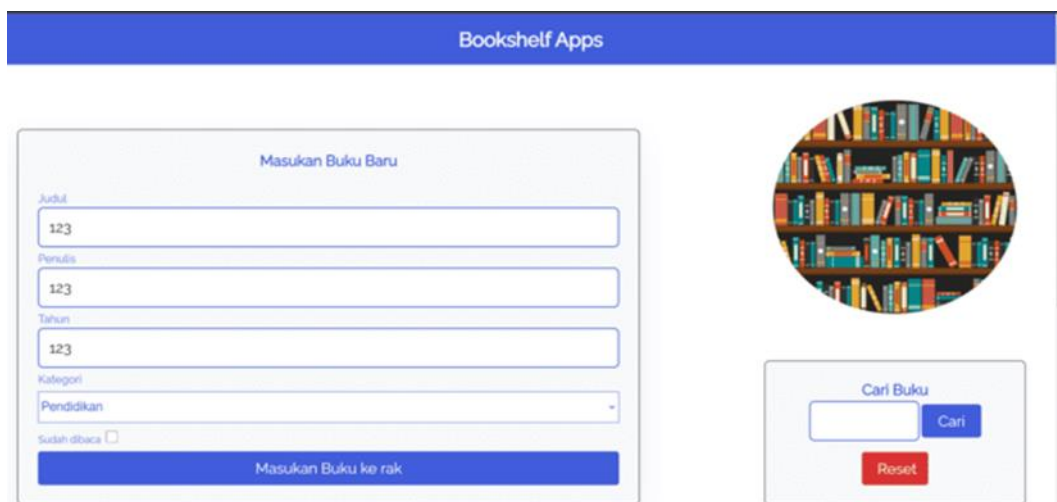 Bookshelf Apps
Masukan Buku Baru
Judul
123
Penulis
123
Tahun
123
Kategori
Pendidikan
Sudah dibaca
Masukan Buku ke rak
Cari Buku
Cari
Reset